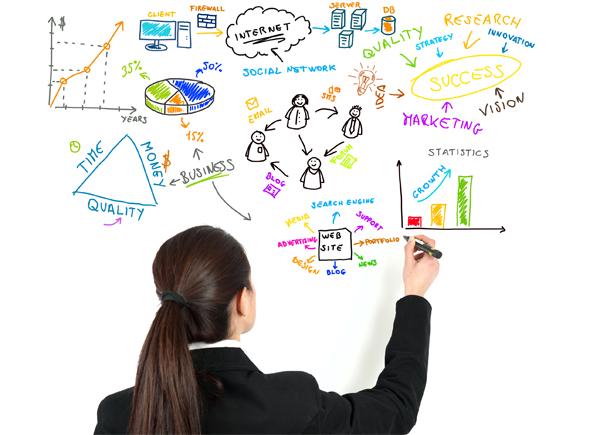 $
YEARS
CLIENT
FIREWALL
INTERNET
SERVER
DB
SOCIAL NETWORK
35%
50%
15%
QUALITY
STRATEGY
RESEARCH
INNOVATION
SUCCESS
IDEA
MARKETING
VISION
EMAIL
SMS
FORUM
BLOG
TIME
MONEY
$
QUALITY
BUSINESS
STATISTICS
GROWTH
SEARCH ENGINE
MEDIA
SUPPORT
ADVERTISING
WEB
SITE
PORTFOLIO
DESIGN
BLOG
NEWS